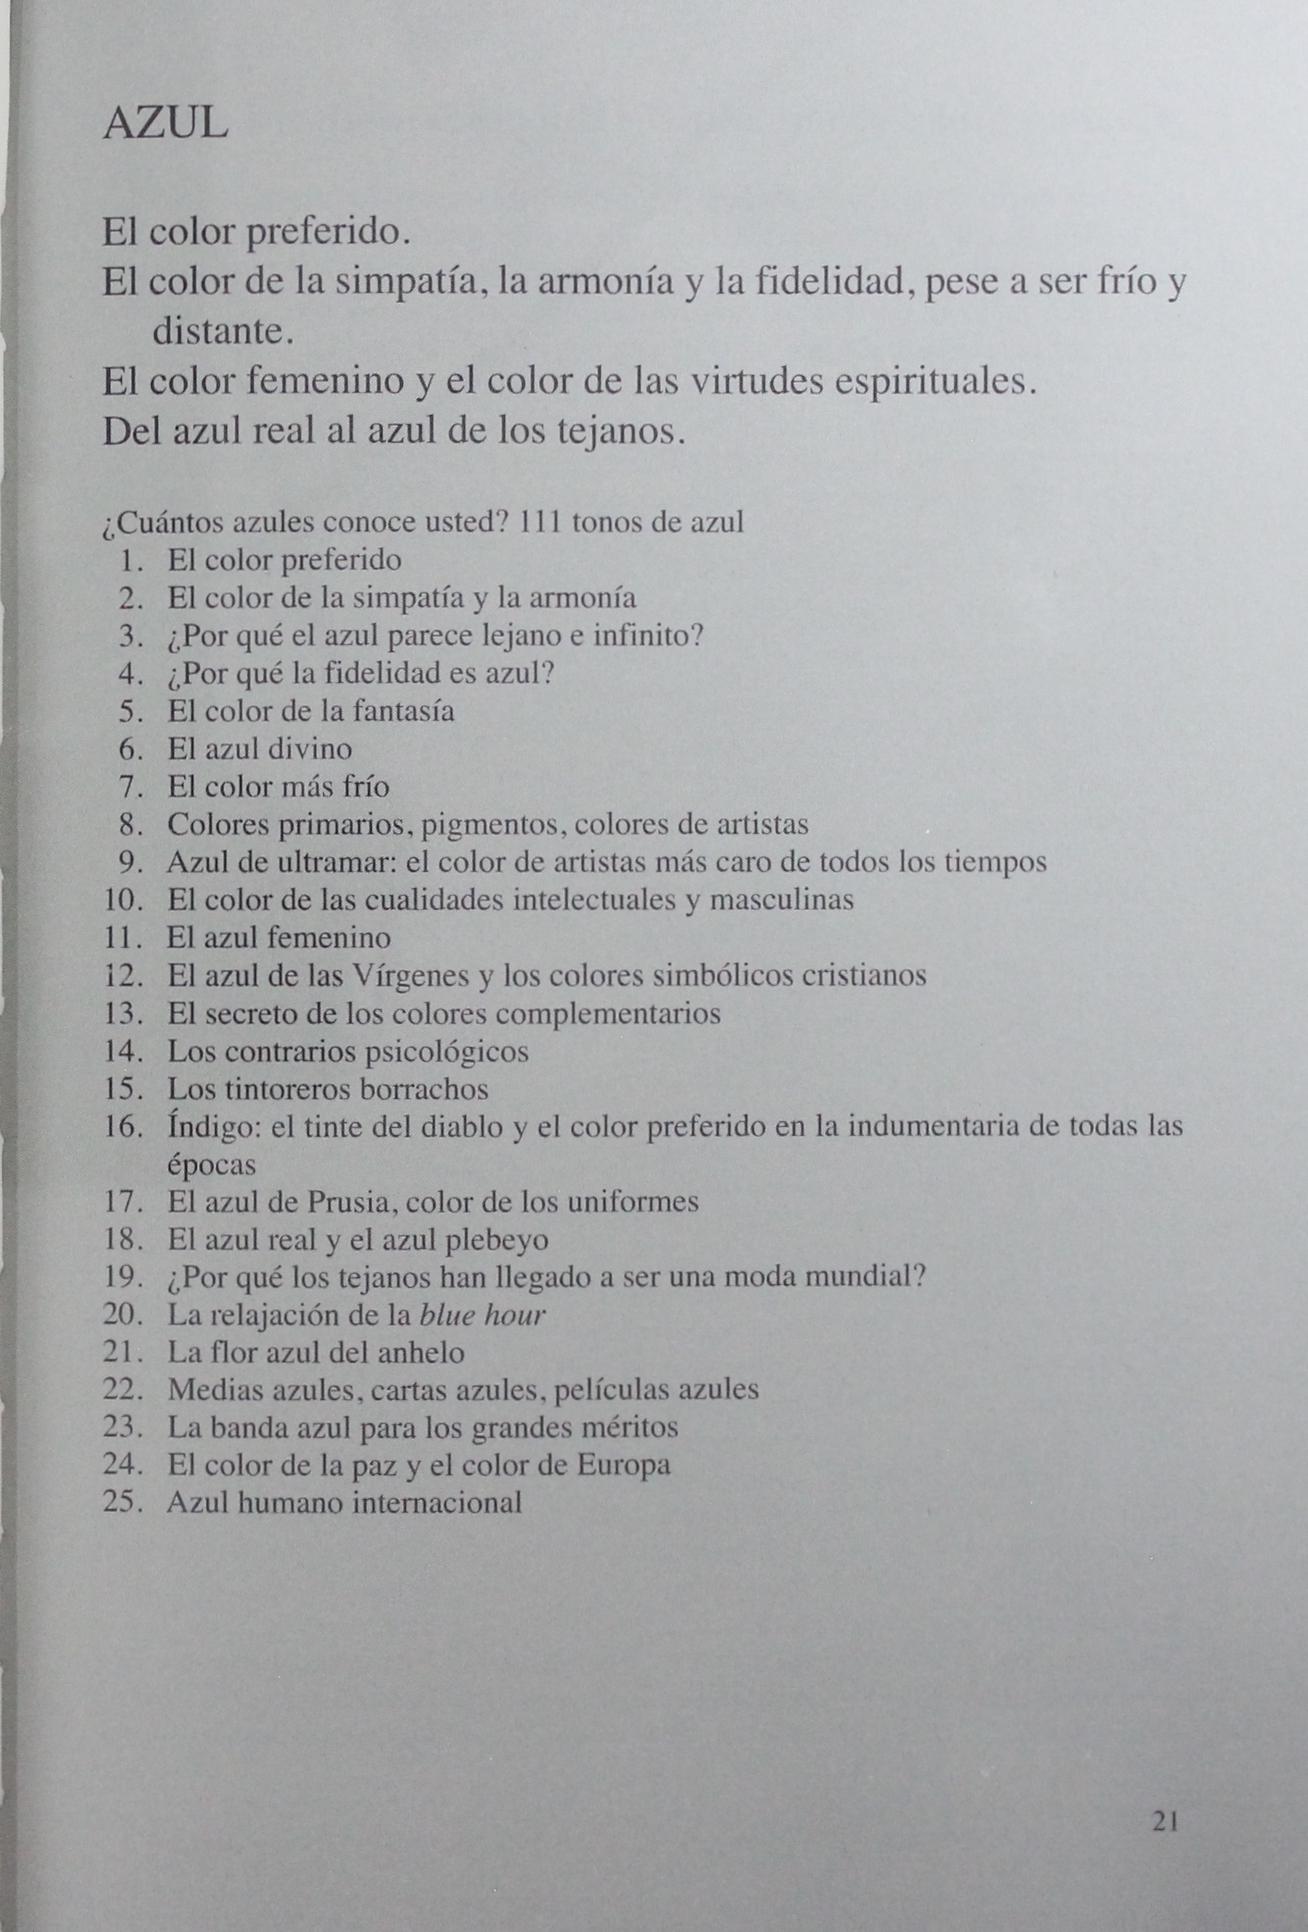 AZUL
El color preferido.
El color de la simpatía, la armonía y la fidelidad, pese a ser frío y
distante.
El color femenino y el color de las virtudes espirituales.
Del azul real al azul de los tejanos.
¿Cuántos azules conoce usted? 111 tonos de azul
1. El color preferido
2. El color de la simpatía y la armonía
3. ¿Por qué el azul parece lejano e infinito?
4. ¿Por qué la fidelidad es azul?
5. El color de la fantasía
6. El azul divino
7. El color más frío
8. Colores primarios, pigmentos, colores de artistas
9. Azul de ultramar: el color de artistas más caro de todos los tiempos
10. El color de las cualidades intelectuales y masculinas
11. El azul femenino
12. El azul de las Vírgenes y los colores simbólicos cristianos
13. El secreto de los colores complementarios
14. Los contrarios psicológicos
15. Los tintoreros borrachos
16. Índigo: el tinte del diablo y el color preferido en la indumentaria de todas las
épocas
17. El azul de Prusia, color de los uniformes
18. El azul real y el azul plebeyo
19. ¿Por qué los tejanos han llegado a ser una moda mundial?
20. La relajación de la blue hour
21. La flor azul del anhelo
22. Medias azules, cartas azules, películas azules
23. La banda azul para los grandes méritos
24. El color de la paz y el color de Europa
25. Azul humano internacional
21